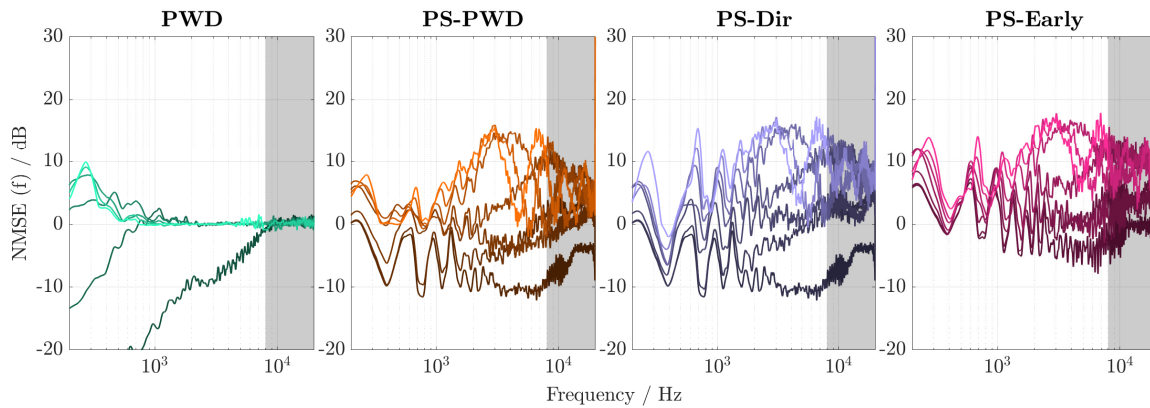 PWD PS-PWD PS-Dir PS-Early
NMSE (f) / dB
30 30 30 30
20 20 20 20
10 10 10 10
0 0 0 0
-10 -10 -10 -10
-20 -20 -20 -20
10³ 10⁴ 10³ 10⁴ 10³ 10⁴ 10³ 10⁴
Frequency / Hz